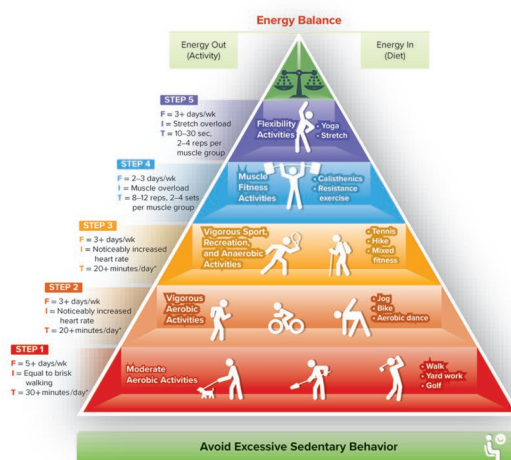 Energy Balance
Energy Out
(Activity)
Energy In
(Diet)
STEP 5
F = 3+ days/wk
I = Stretch overload
T = 10–30 sec,
2–4 reps per
muscle group
Flexibility
Activities
• Yoga
• Stretch
STEP 4
F = 2–3 days/wk
I = Muscle overload
T = 8–12 reps, 2–4 sets
per muscle group
Muscle
Fitness
Activities
• Calisthenics
• Resistance
exercise
STEP 3
F = 3+ days/wk
I = Noticeably increased
heart rate
T = 20+ minutes/day*
Vigorous Sport,
Recreation,
and Anaerobic
Activities
• Tennis
• Hike
• Mixed
fitness
STEP 2
F = 3+ days/wk
I = Noticeably increased
heart rate
T = 20+minutes/day*
Vigorous
Aerobic
Activities
• Jog
• Bike
• Aerobic dance
STEP 1
F = 5+ days/wk
I = Equal to brisk
walking
T = 30+minutes/day*
Moderate
Aerobic Activities
• Walk
• Yard work
• Golf
Avoid Excessive Sedentary Behavior